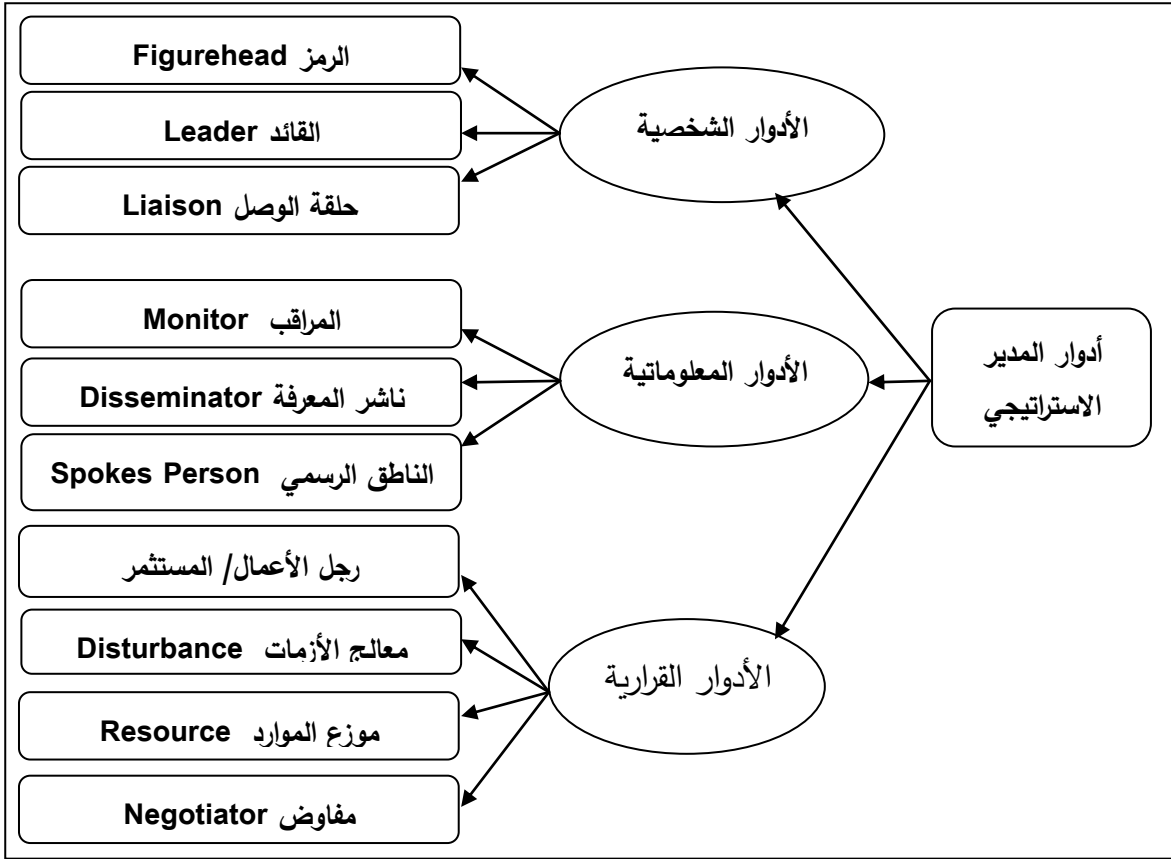 أدوار المدير
الاستراتيجي
الأدوار الشخصية
الرمز Figurehead
القائد Leader
حلقة الوصل Liaison
الأدوار المعلوماتية
المراقب Monitor
ناشر المعرفة Disseminator
الناطق الرسمي Spokes Person
الأدوار القرارية
رجل الأعمال/ المستثمر
معالج الأزمات Disturbance
موزع الموارد Resource
مفاوض Negotiator